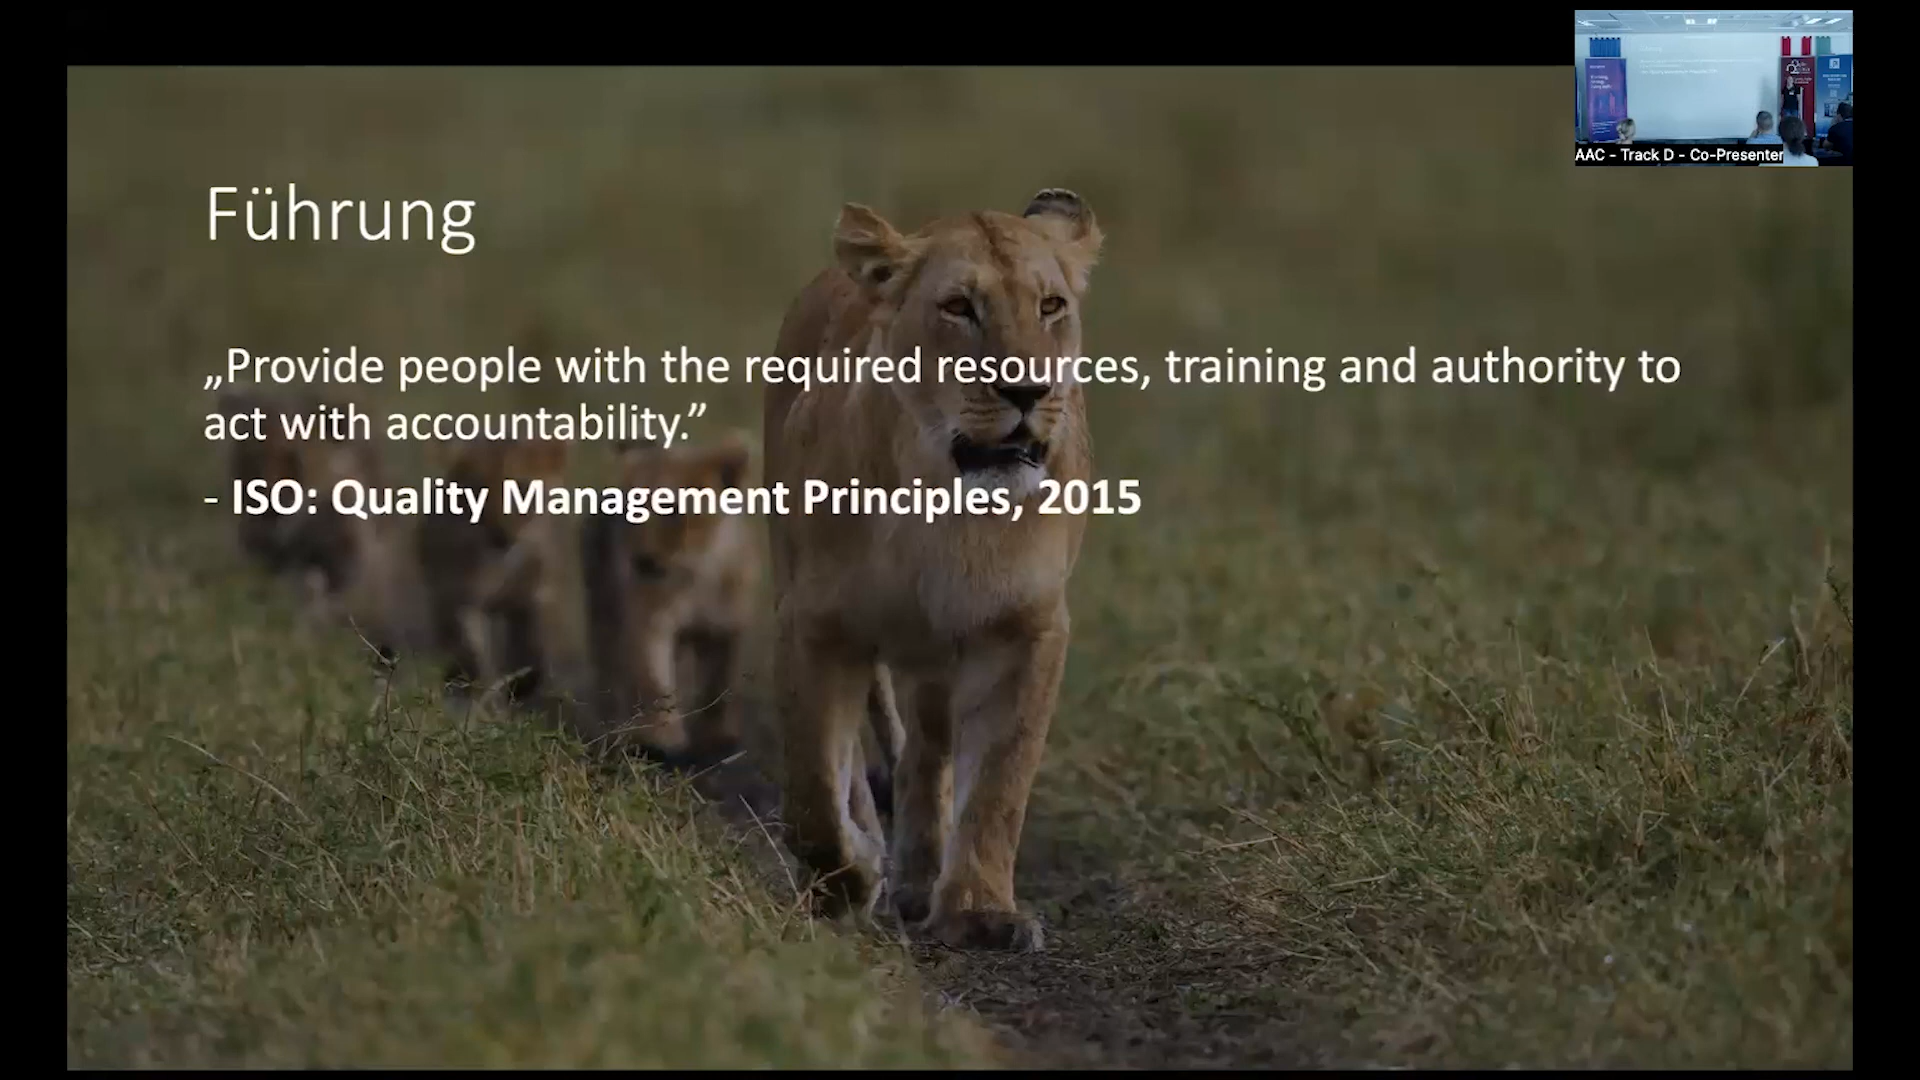 Führung
„Provide people with the required resources, training and authority to
act with accountability.”
- ISO: Quality Management Principles, 2015
AAC - Track D - Co-Presenter